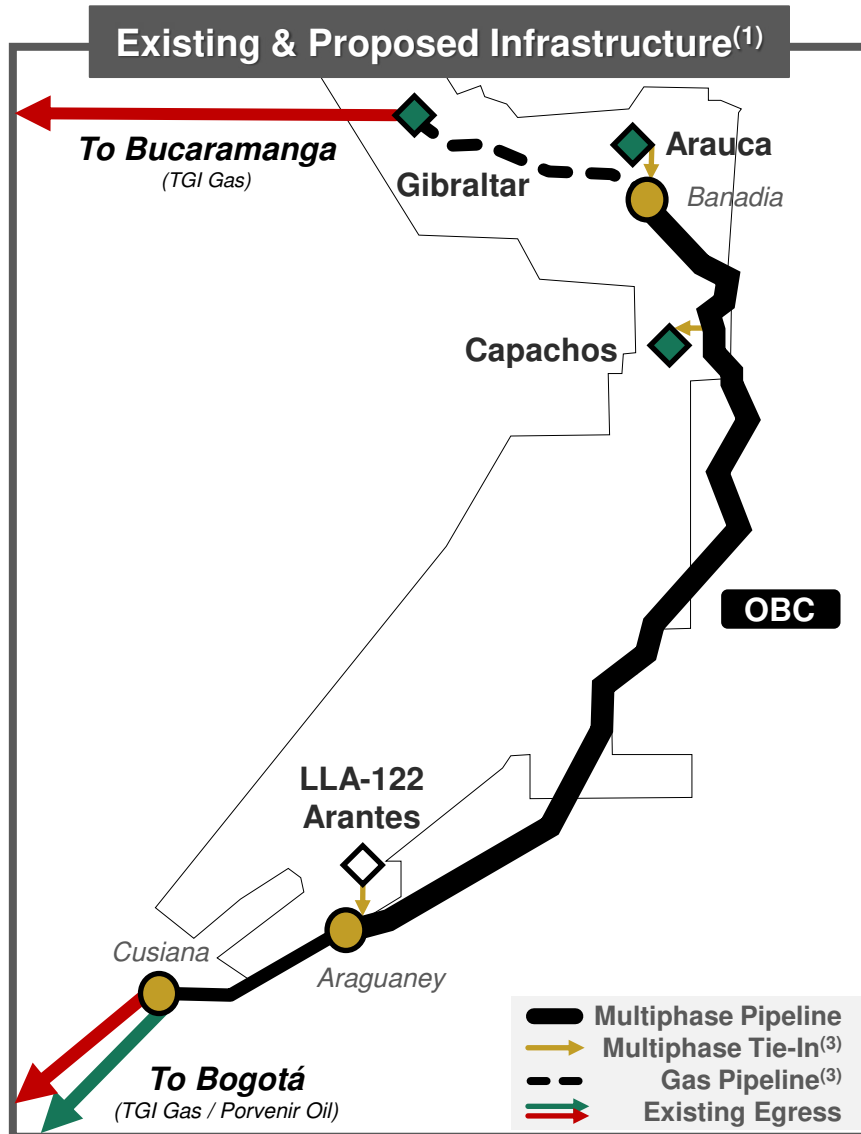 Existing & Proposed Infrastructure(1)
To Bucaramanga
(TGI Gas)
Gibraltar
Arauca
Banadia
Capachos
OBC
LLA-122
Arantes
Cusiana
Araguaney
To Bogotá
(TGI Gas / Porvenir Oil)
Multiphase Pipeline
Multiphase Tie-In(3)
Gas Pipeline(3)
Existing Egress